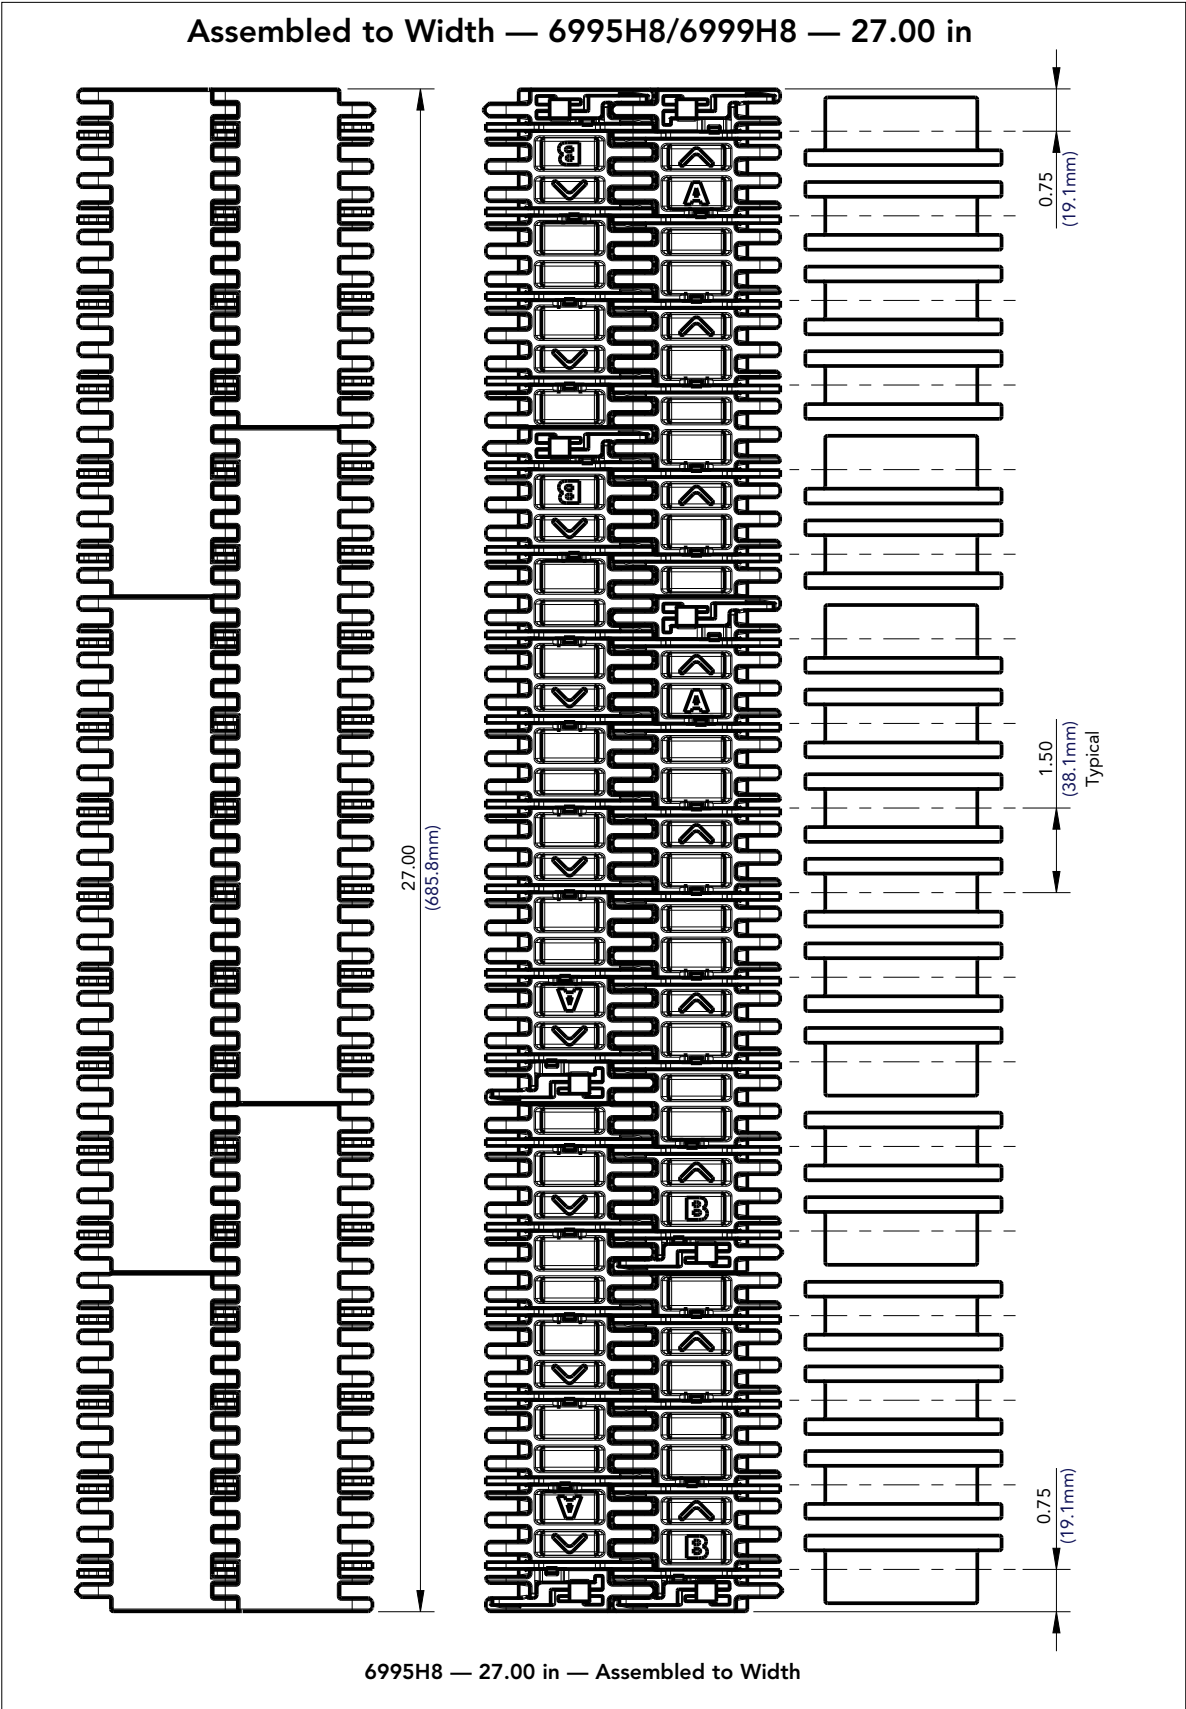 Assembled to Width — 6995H8/6999H8 — 27.00 in
0.75
(19.1mm)
B
A
B
A
1.50
(38.1mm)
Typical
27.00
(685.8mm)
A
B
A
B
0.75
(19.1mm)
6995H8 — 27.00 in — Assembled to Width